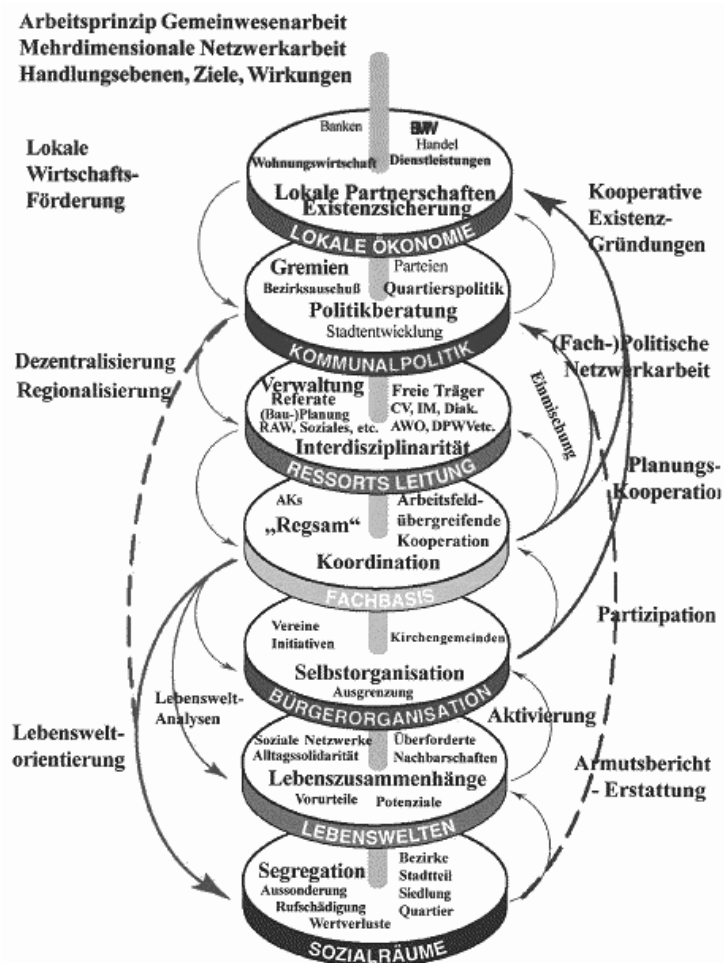 Arbeitsprinzip Gemeinwesenarbeit
Mehrdimensionale Netzwerkarbeit
Handlungsebenen, Ziele, Wirkungen
Lokale
Wirtschafts-
Förderung
Banken
BMW
Handel
Wohnungswirtschaft
Dienstleistungen
Lokale Partnerschaften
Existenzsicherung
LOKALE ÖKONOMIE
Kooperative
Existenz-
Gründungen
Gremien
Parteien
Bezirksauschuß
Quartierspolitik
Politikberatung
Stadtentwicklung
KOMMUNALPOLITIK
(Fach-)Politische
Netzwerkarbeit
Dezentralisierung
Regionalisierung
Verwaltung
Referate
(Bau-)Planung
RAW, Soziales, etc.
Freie Träger
CV, IM, Diak.
AWO, DPWVetc.
Interdisziplinarität
RESSORTS LEITUNG
Einmischung
Planungs-
Kooperation
AKs
„Regsam“
Arbeitsfeld-
übergreifende
Kooperation
Koordination
FACHBASIS
Partizipation
Vereine
Initiativen
Kirchengemeinden
Selbstorganisation
Ausgrenzung
BÜRGERORGANISATION
Lebenswelt-
Analysen
Aktivierung
Lebenswelt-
orientierung
Soziale Netzwerke
Alltagssolidarität
Überforderte
Nachbarschaften
Lebenszusammenhänge
Vorurteile
Potenziale
LEBENSWELTEN
Armutsbericht
- Erstattung
Segregation
Aussonderung
Rufschädigung
Wertverluste
Bezirke
Stadtteil
Siedlung
Quartier
SOZIALRÄUME